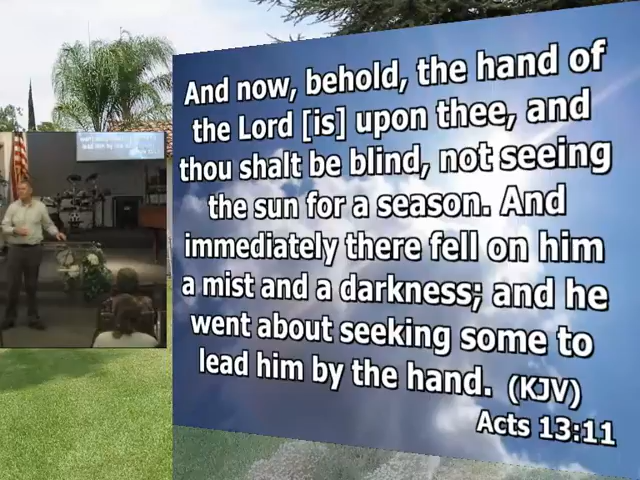 And now, behold, the hand of
the Lord [is] upon thee, and
thou shalt be blind, not seeing
the sun for a season. And
immediately there fell on him
a mist and a darkness; and he
went about seeking some to
lead him by the hand. (KJV)
Acts 13:11